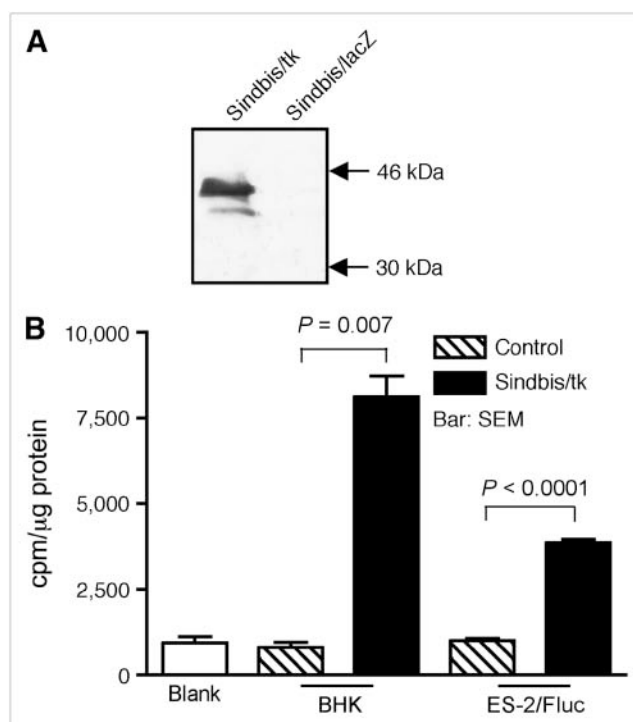 A
Sindbis/tk
Sindbis/lacZ
46 kDa
30 kDa
B
10,000
7,500
5,000
2,500
0
cpm/μg protein
P = 0.007
Control
Sindbis/tk
Bar: SEM
P < 0.0001
Blank
BHK
ES-2/Fluc